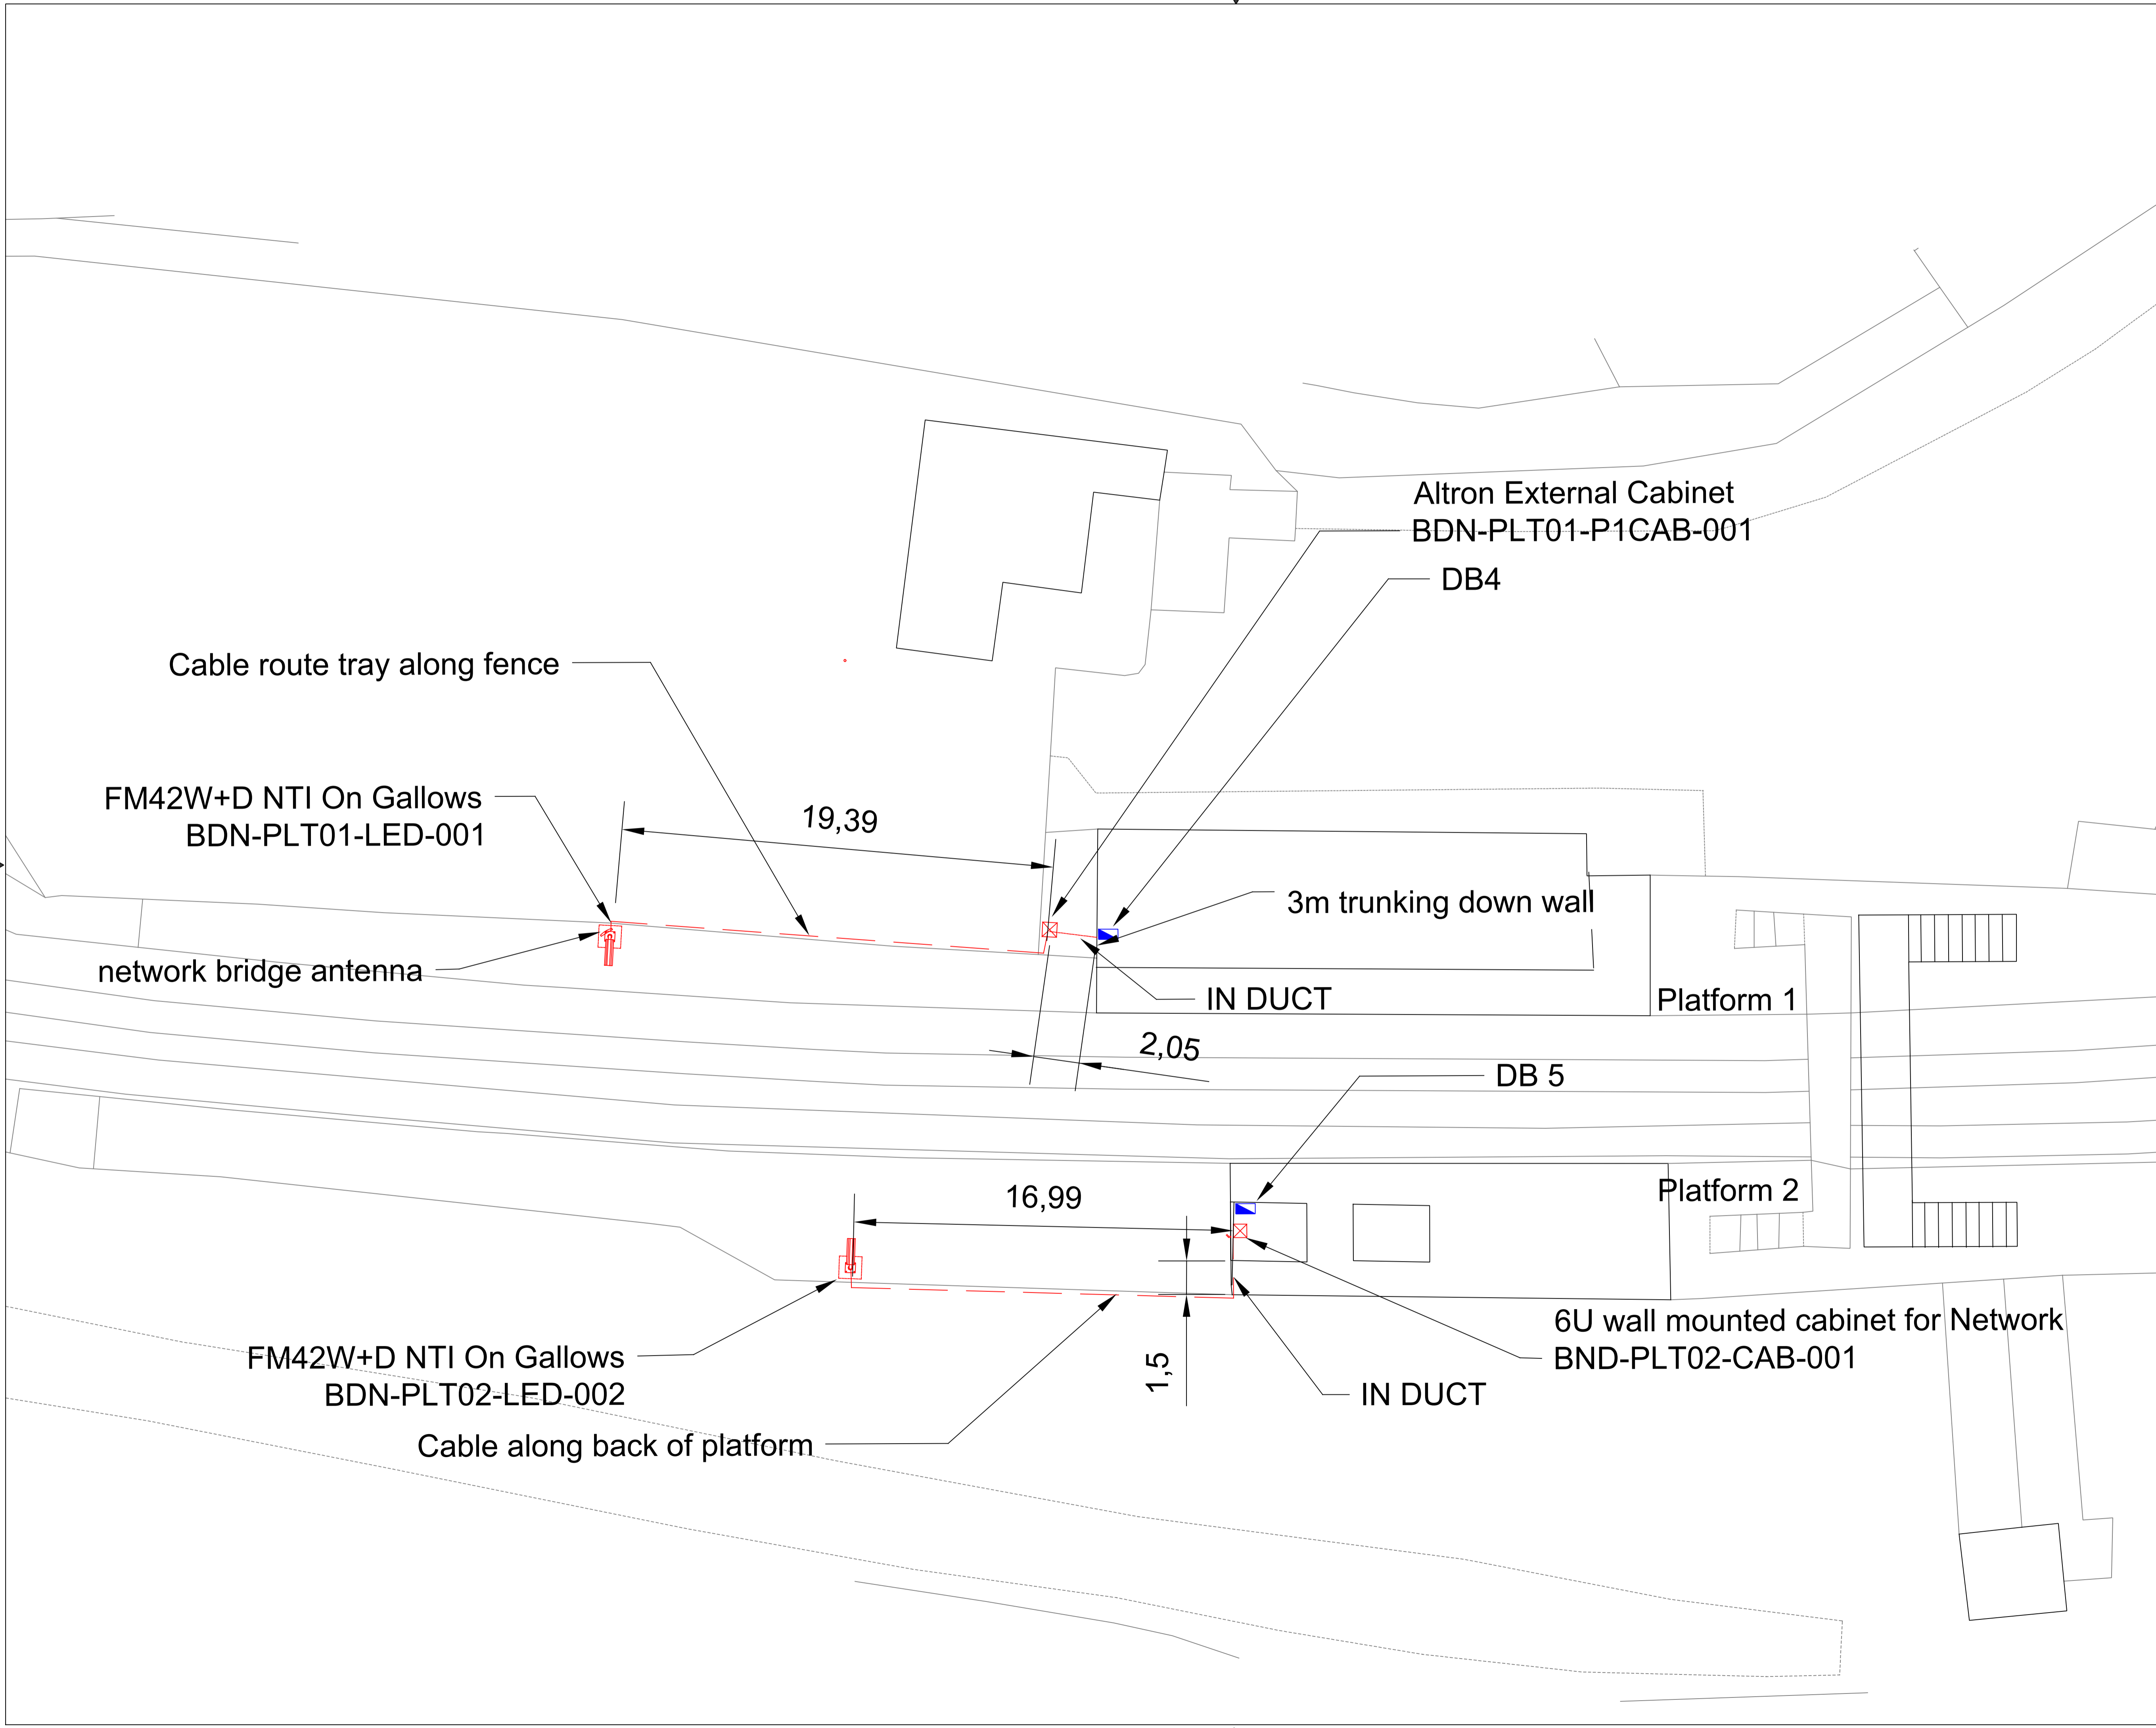 Altron External Cabinet
BDN-PLT01-P1CAB-001
DB4
Cable route tray along fence
FM42W+D NTI On Gallows
BDN-PLT01-LED-001
19,39
3m trunking down wall
network bridge antenna
IN DUCT
Platform 1
2,05
DB 5
16,99
Platform 2
6U wall mounted cabinet for Network
BND-PLT02-CAB-001
FM42W+D NTI On Gallows
BDN-PLT02-LED-002
1,5
IN DUCT
Cable along back of platform